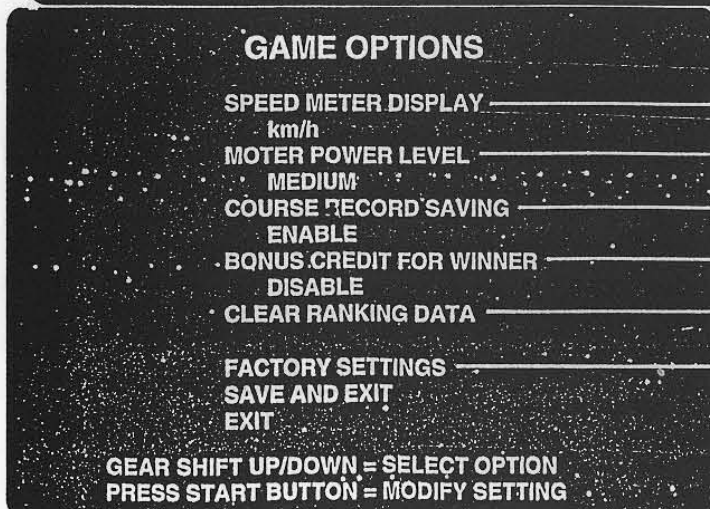 GAME OPTIONS
SPEED METER DISPLAY
km/h
MOTER POWER LEVEL
MEDIUM
COURSE RECORD SAVING
ENABLE
BONUS CREDIT FOR WINNER
DISABLE
CLEAR RANKING DATA
FACTORY SETTINGS
SAVE AND EXIT
EXIT
GEAR SHIFT UP/DOWN = SELECT OPTION
PRESS START BUTTON = MODIFY SETTING